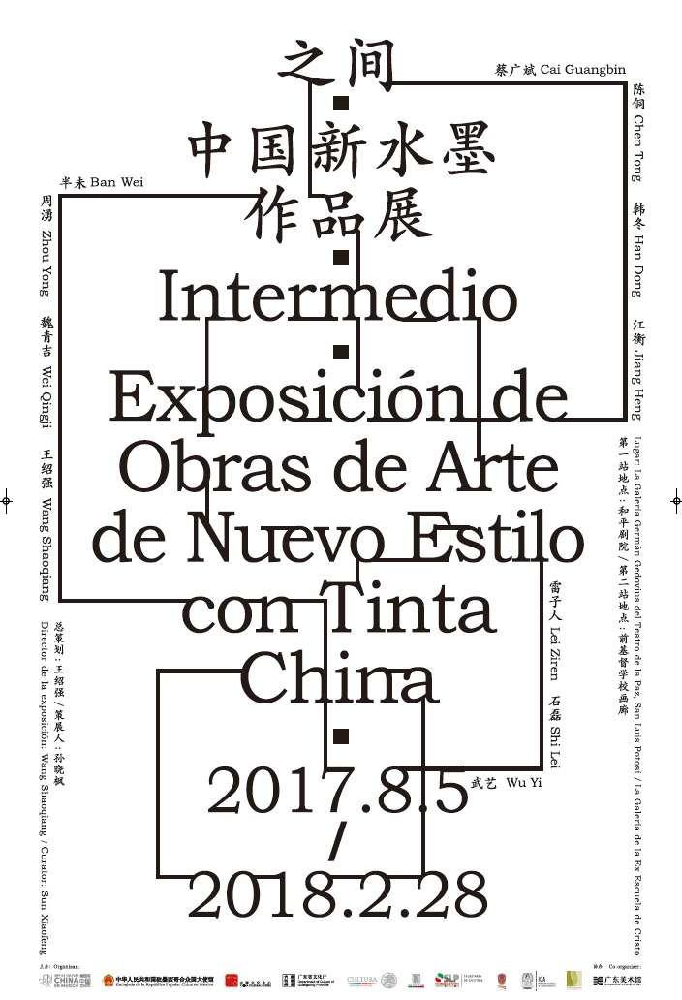 之间
中国新水墨
作品展
Intermedio
Exposición de
Obras de Arte
de Nuevo Estilo
con Tinta
China
2017.8.5
/
2018.2.28
蔡广斌 Cai Guangbin
陈侗 Chen Tong
韩冬 Han Dong
江衡 Jiang Heng
半未 Ban Wei
周湧 Zhou Yong
魏青吉 Wei Qingji
王绍强 Wang Shaoqiang
雷子人 Lei Ziren
石磊 Shi Lei
武艺 Wu Yi
Lugar: La Galería Germán Gedovius del Teatro de la Paz, San Luis Potosí / La Galería de la Ex Escuela de Cristo
第一站地点:和平剧院/第二站地点:前基督学校画廊
总策划:王绍强/策展人:孙晓枫
Director de la exposición: Wang Shaoqiang / Curator: Sun Xiaofeng
主办: Organisan:
协办: Co-organiser:
中华人民共和国驻墨西哥合众国大使馆
Embajada de la República Popular China en México
广东省文化厅
Department of Culture of Guangdong Province
CULTURA
SLP
广东美术馆